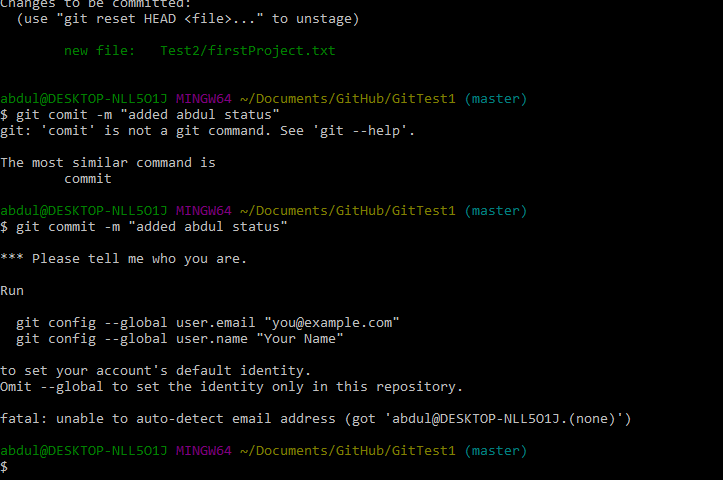 Changes to be committed:
  (use "git reset HEAD <file>..." to unstage)

        new file:   Test2/firstProject.txt


abdul@DESKTOP-NLL5O1J MINGW64 ~/Documents/GitHub/GitTest1 (master)
$ git comit -m "added abdul status"
git: 'comit' is not a git command. See 'git --help'.

The most similar command is
        commit

abdul@DESKTOP-NLL5O1J MINGW64 ~/Documents/GitHub/GitTest1 (master)
$ git commit -m "added abdul status"

*** Please tell me who you are.

Run

  git config --global user.email "you@example.com"
  git config --global user.name "Your Name"

to set your account's default identity.
Omit --global to set the identity only in this repository.

fatal: unable to auto-detect email address (got 'abdul@DESKTOP-NLL5O1J.(none)')

abdul@DESKTOP-NLL5O1J MINGW64 ~/Documents/GitHub/GitTest1 (master)
$